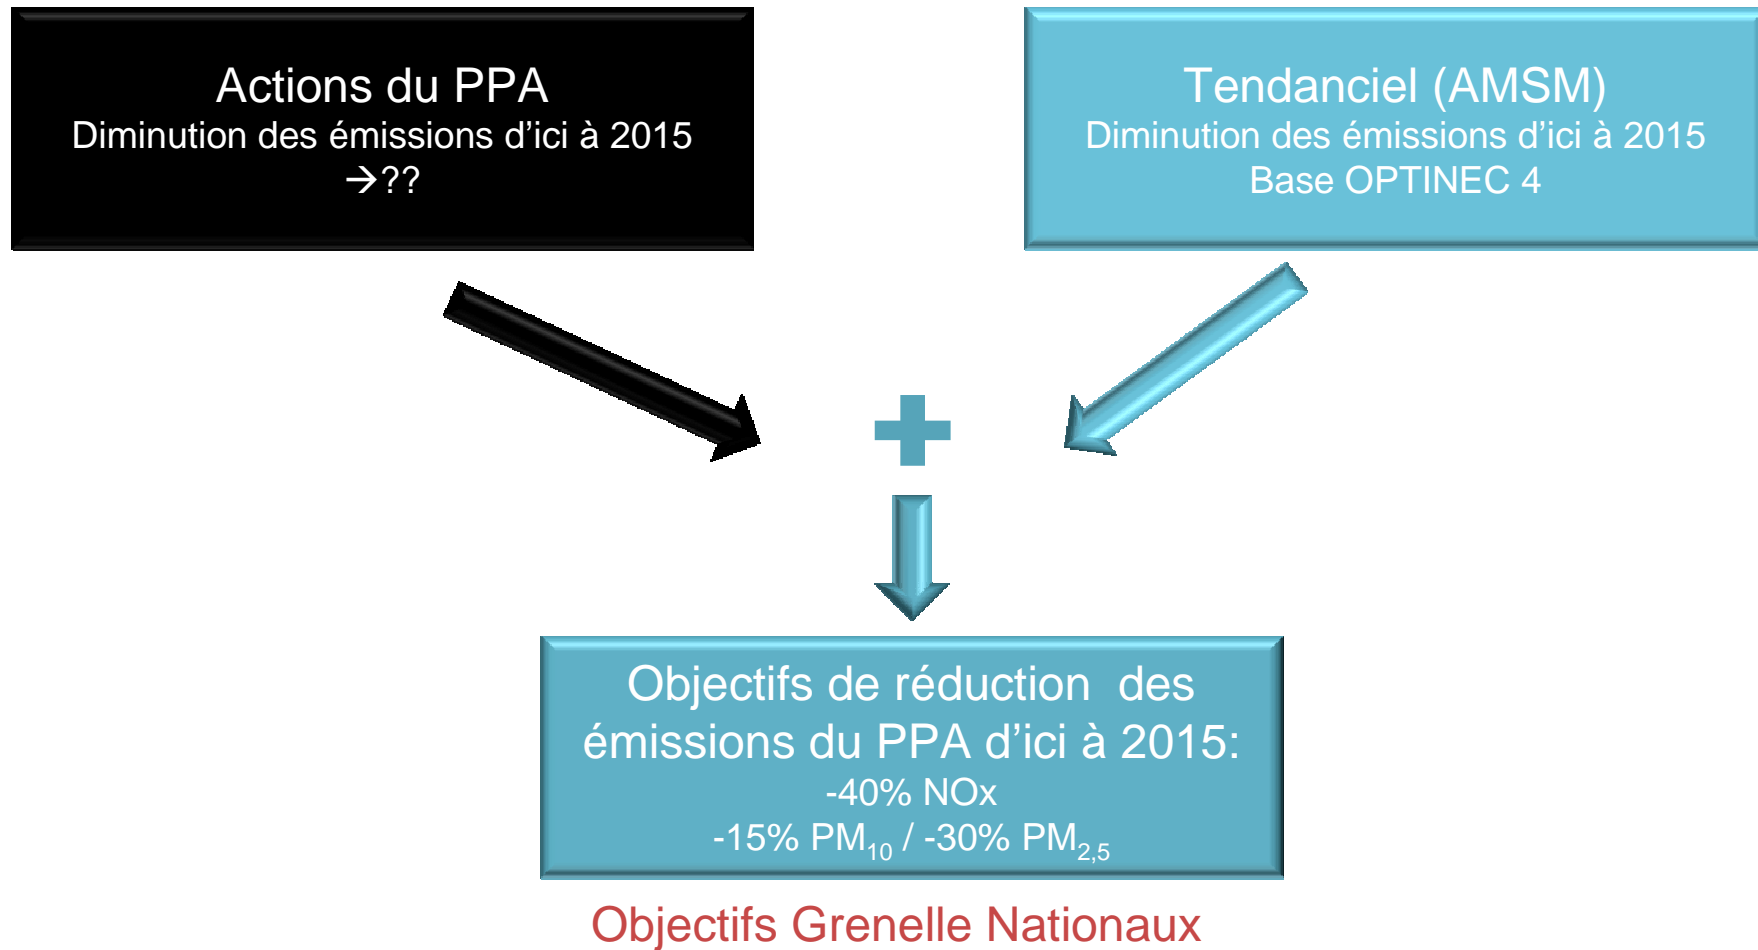 Actions du PPA
Diminution des émissions d’ici à 2015
→??
Tendanciel (AMSM)
Diminution des émissions d’ici à 2015
Base OPTINEC 4
Objectifs de réduction  des
émissions du PPA d’ici à 2015:
-40% NOx
-15% PM₁₀ / -30% PM₂,₅
Objectifs Grenelle Nationaux